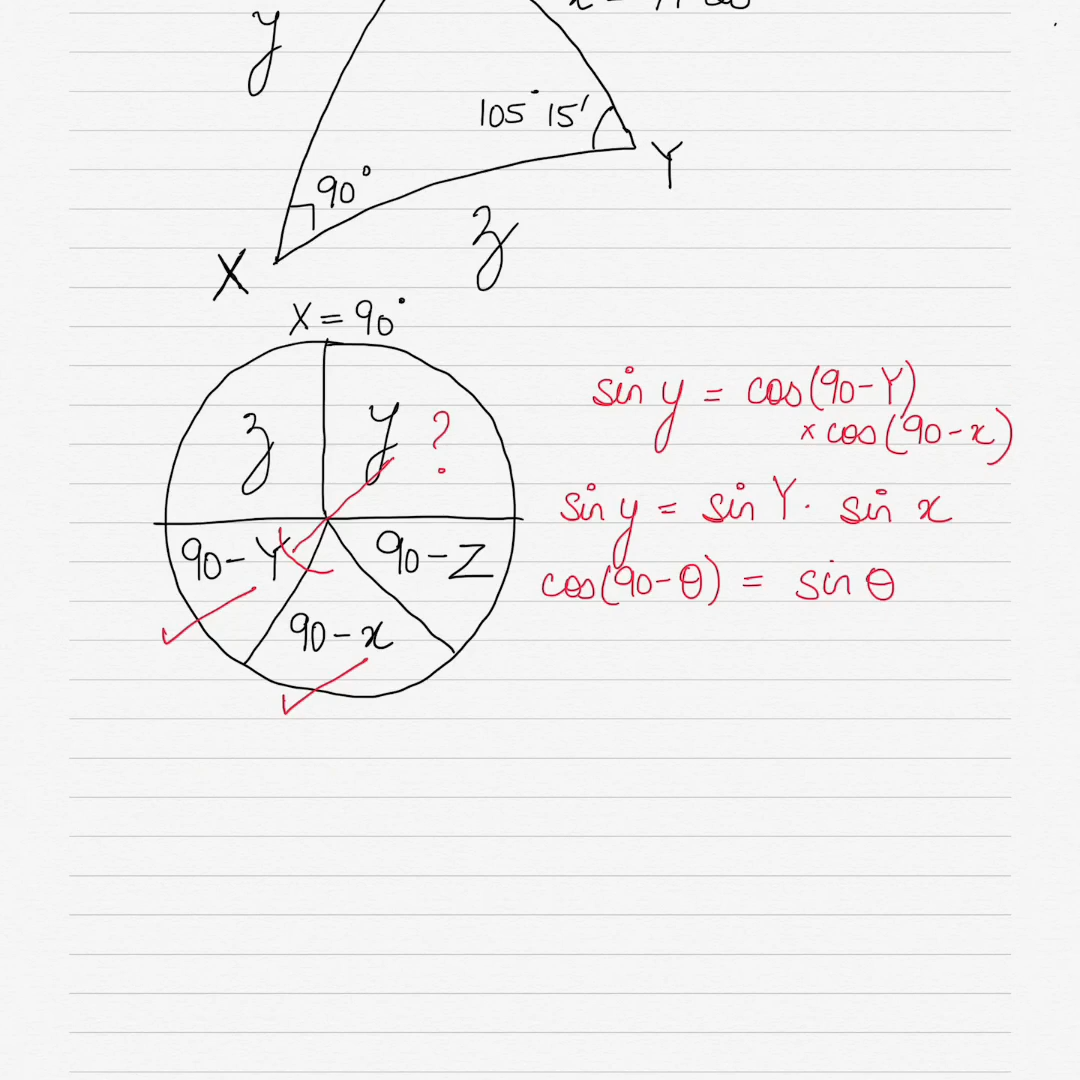 y
105° 15'
Y
90°
z
X
X = 90°
z y ?
90-Y 90-Z
90-x
sin y = cos(90-Y)
× cos(90-x)
sin y = sin Y . sin x
cos(90-θ) = sin θ